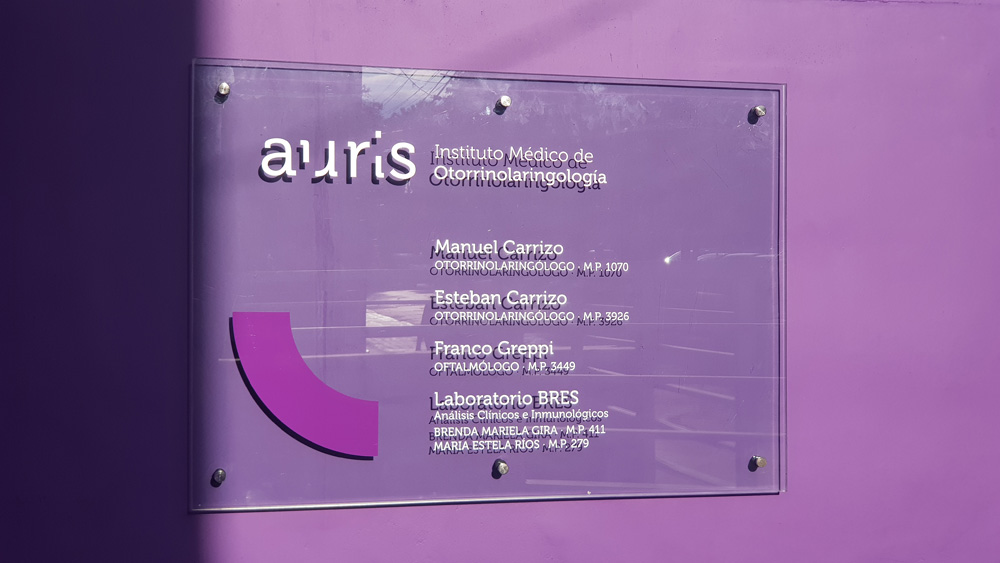 auris
Instituto Médico de
Otorrinolaringología
Manuel Carrizo
OTORRINOLARINGÓLOGO · M.P. 1070
Esteban Carrizo
OTORRINOLARINGÓLOGO · M.P. 3926
Franco Greppi
OFTALMÓLOGO · M.P. 3449
Laboratorio BRES
Análisis Clínicos e Inmunológicos
BRENDA MARIELA GIRA · M.P. 411
MARIA ESTELA RÍOS · M.P. 279